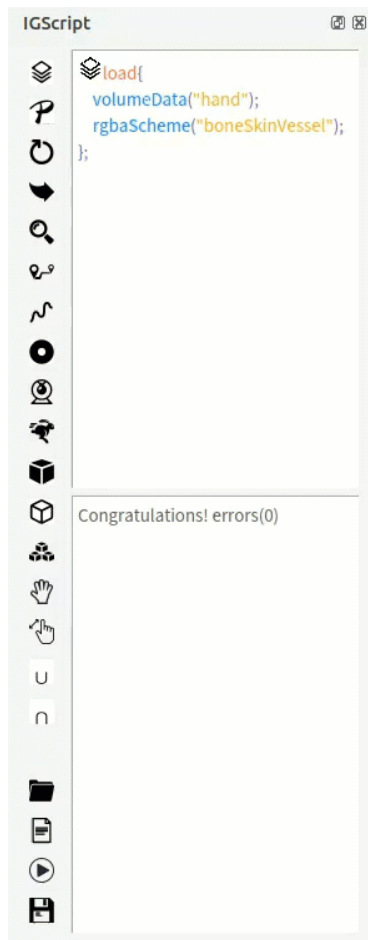 IGScript
load{
volumeData("hand");
rgbaScheme("boneSkinVessel");
};
Congratulations! errors(0)